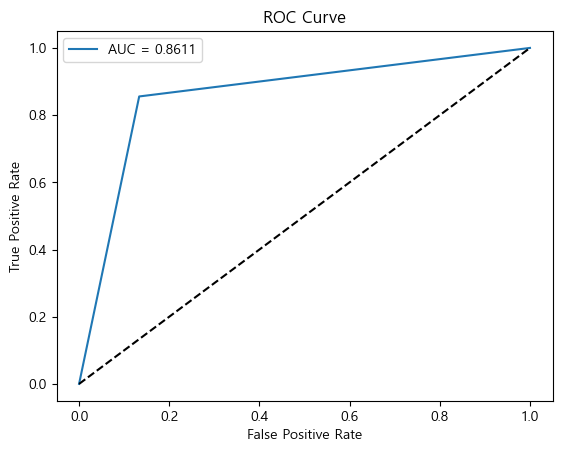 ROC Curve
AUC = 0.8611
True Positive Rate
1.0
0.8
0.6
0.4
0.2
0.0
0.0 0.2 0.4 0.6 0.8 1.0
False Positive Rate